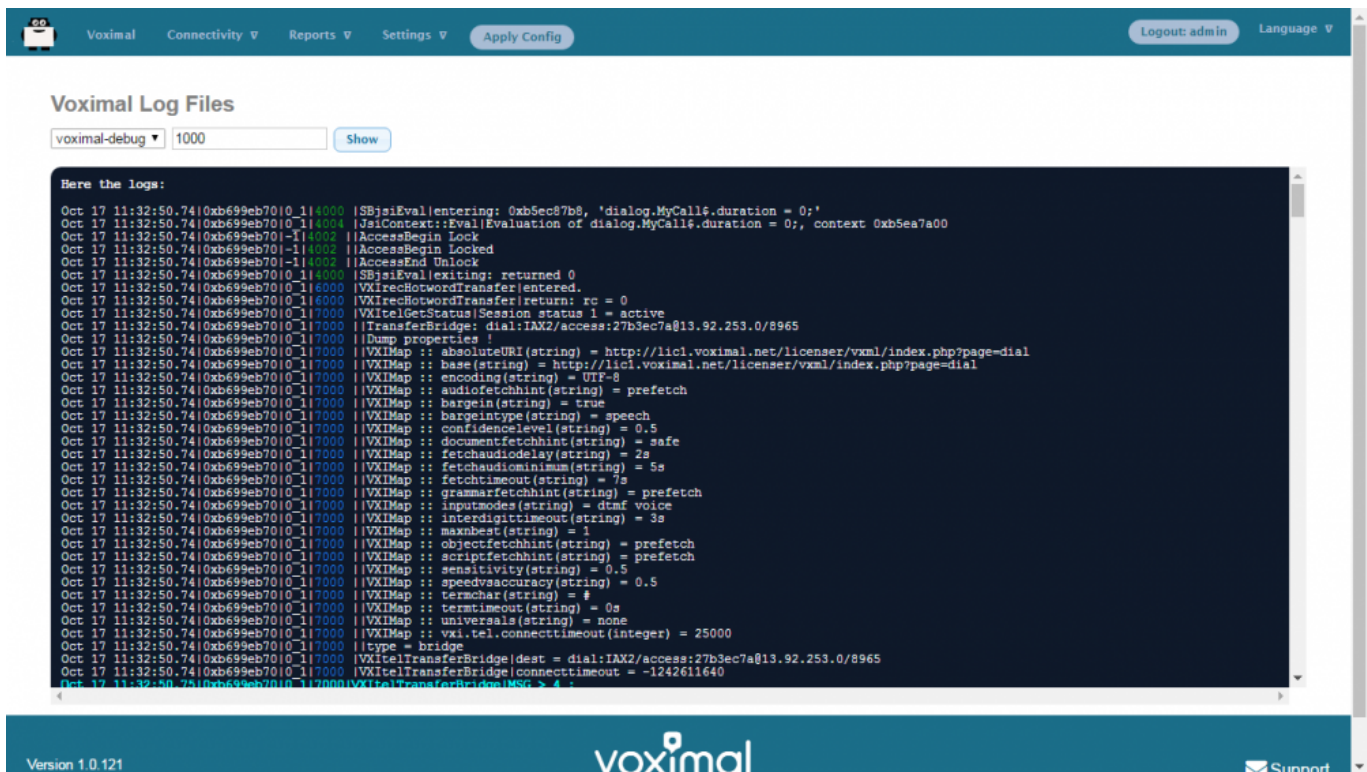 Voximal Connectivity ∇ Reports ∇ Settings ∇ Apply Config Logout: admin Language ∇
Voximal Log Files
voximal-debug ▼ 1000 Show
Here the logs:
Oct 17 11:32:50.74|0xb699eb70|0_1|4000 |SBjsiEval|entering: 0xb5ec87b8, 'dialog.MyCall$.duration = 0;'
Oct 17 11:32:50.74|0xb699eb70|0_1|4004 |JsiContext::Eval|Evaluation of dialog.MyCall$.duration = 0;, context 0xb5ea7a00
Oct 17 11:32:50.74|0xb699eb70|-1|4002 ||AccessBegin Lock
Oct 17 11:32:50.74|0xb699eb70|-1|4002 ||AccessBegin Locked
Oct 17 11:32:50.74|0xb699eb70|-1|4002 ||AccessEnd Unlock
Oct 17 11:32:50.74|0xb699eb70|0_1|4000 |SBjsiEval|exiting: returned 0
Oct 17 11:32:50.74|0xb699eb70|0_1|6000 |VXIrecHotwordTransfer|entered.
Oct 17 11:32:50.74|0xb699eb70|0_1|6000 |VXIrecHotwordTransfer|return: rc = 0
Oct 17 11:32:50.74|0xb699eb70|0_1|7000 |VXItelGetStatus|Session status 1 = active
Oct 17 11:32:50.74|0xb699eb70|0_1|7000 ||TransferBridge: dial:IAX2/access:27b3ec7a@13.92.253.0/8965
Oct 17 11:32:50.74|0xb699eb70|0_1|7000 ||Dump properties !
Oct 17 11:32:50.74|0xb699eb70|0_1|7000 ||VXIMap :: absoluteURI(string) = http://lic1.voximal.net/licenser/vxml/index.php?page=dial
Oct 17 11:32:50.74|0xb699eb70|0_1|7000 ||VXIMap :: base(string) = http://lic1.voximal.net/licenser/vxml/index.php?page=dial
Oct 17 11:32:50.74|0xb699eb70|0_1|7000 ||VXIMap :: encoding(string) = UTF-8
Oct 17 11:32:50.74|0xb699eb70|0_1|7000 ||VXIMap :: audiofetchhint(string) = prefetch
Oct 17 11:32:50.74|0xb699eb70|0_1|7000 ||VXIMap :: bargein(string) = true
Oct 17 11:32:50.74|0xb699eb70|0_1|7000 ||VXIMap :: bargeintype(string) = speech
Oct 17 11:32:50.74|0xb699eb70|0_1|7000 ||VXIMap :: confidencelevel(string) = 0.5
Oct 17 11:32:50.74|0xb699eb70|0_1|7000 ||VXIMap :: documentfetchhint(string) = safe
Oct 17 11:32:50.74|0xb699eb70|0_1|7000 ||VXIMap :: fetchaudiodelay(string) = 2s
Oct 17 11:32:50.74|0xb699eb70|0_1|7000 ||VXIMap :: fetchaudiominimum(string) = 5s
Oct 17 11:32:50.74|0xb699eb70|0_1|7000 ||VXIMap :: fetchtimeout(string) = 7s
Oct 17 11:32:50.74|0xb699eb70|0_1|7000 ||VXIMap :: grammarfetchhint(string) = prefetch
Oct 17 11:32:50.74|0xb699eb70|0_1|7000 ||VXIMap :: inputmodes(string) = dtmf voice
Oct 17 11:32:50.74|0xb699eb70|0_1|7000 ||VXIMap :: interdigittimeout(string) = 3s
Oct 17 11:32:50.74|0xb699eb70|0_1|7000 ||VXIMap :: maxnbest(string) = 1
Oct 17 11:32:50.74|0xb699eb70|0_1|7000 ||VXIMap :: objectfetchhint(string) = prefetch
Oct 17 11:32:50.74|0xb699eb70|0_1|7000 ||VXIMap :: scriptfetchhint(string) = prefetch
Oct 17 11:32:50.74|0xb699eb70|0_1|7000 ||VXIMap :: sensitivity(string) = 0.5
Oct 17 11:32:50.74|0xb699eb70|0_1|7000 ||VXIMap :: speedvsaccuracy(string) = 0.5
Oct 17 11:32:50.74|0xb699eb70|0_1|7000 ||VXIMap :: termchar(string) = #
Oct 17 11:32:50.74|0xb699eb70|0_1|7000 ||VXIMap :: termtimeout(string) = 0s
Oct 17 11:32:50.74|0xb699eb70|0_1|7000 ||VXIMap :: universals(string) = none
Oct 17 11:32:50.74|0xb699eb70|0_1|7000 ||VXIMap :: vxi.tel.connecttimeout(integer) = 25000
Oct 17 11:32:50.74|0xb699eb70|0_1|7000 ||type = bridge
Oct 17 11:32:50.74|0xb699eb70|0_1|7000 |VXItelTransferBridge|dest = dial:IAX2/access:27b3ec7a@13.92.253.0/8965
Oct 17 11:32:50.74|0xb699eb70|0_1|7000 |VXItelTransferBridge|connecttimeout = -1242611640
Oct 17 11:32:50.75|0xb699eb70|0_1|7000|VXItelTransferBridge|MSG > 4 :
Version 1.0.121 voximal Support